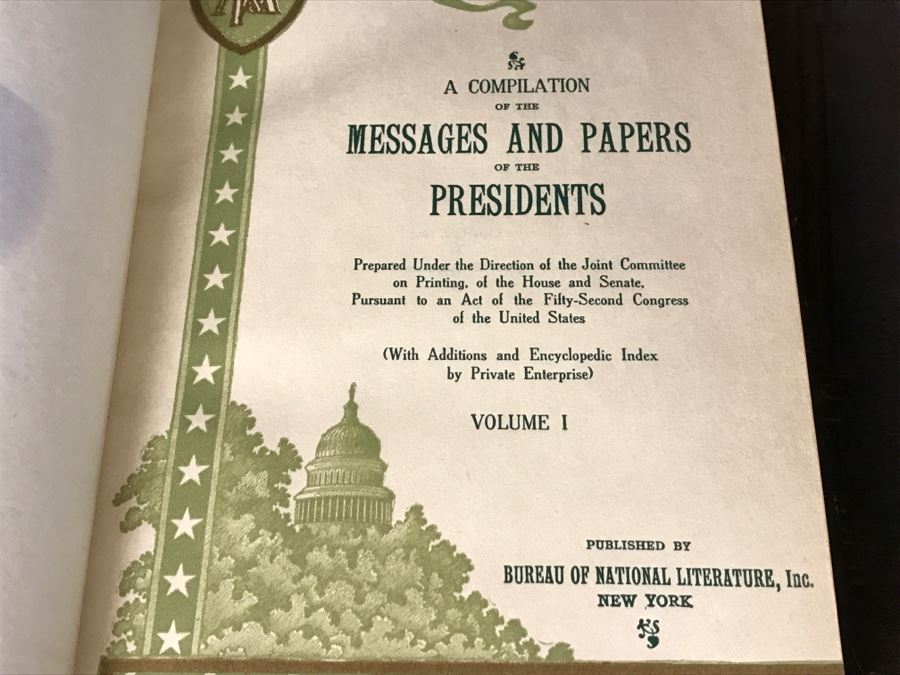 A COMPILATION
OF THE
MESSAGES AND PAPERS
OF THE
PRESIDENTS
Prepared Under the Direction of the Joint Committee
on Printing, of the House and Senate,
Pursuant to an Act of the Fifty-Second Congress
of the United States
(With Additions and Encyclopedic Index
by Private Enterprise)
VOLUME I
PUBLISHED BY
BUREAU OF NATIONAL LITERATURE, Inc.
NEW YORK